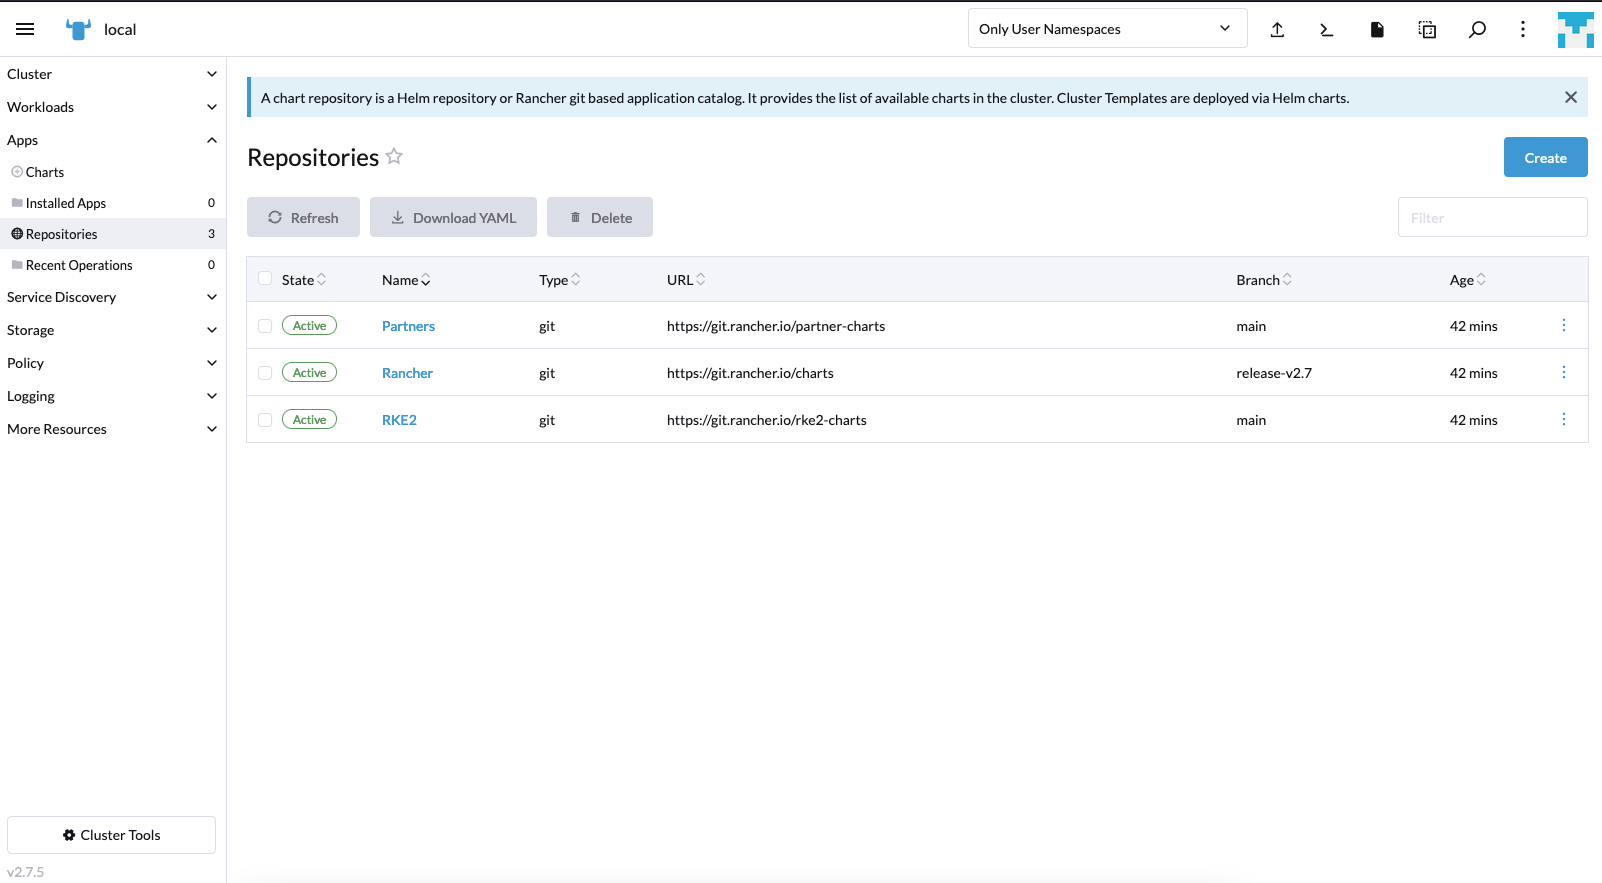 local
Only User Namespaces
Cluster
Workloads
Apps
Charts
Installed Apps 0
Repositories 3
Recent Operations 0
Service Discovery
Storage
Policy
Logging
More Resources
Cluster Tools
v2.7.5
A chart repository is a Helm repository or Rancher git based application catalog. It provides the list of available charts in the cluster. Cluster Templates are deployed via Helm charts.
Repositories
Create
Refresh Download YAML Delete Filter
State Name Type URL Branch Age
Active Partners git https://git.rancher.io/partner-charts main 42 mins
Active Rancher git https://git.rancher.io/charts release-v2.7 42 mins
Active RKE2 git https://git.rancher.io/rke2-charts main 42 mins